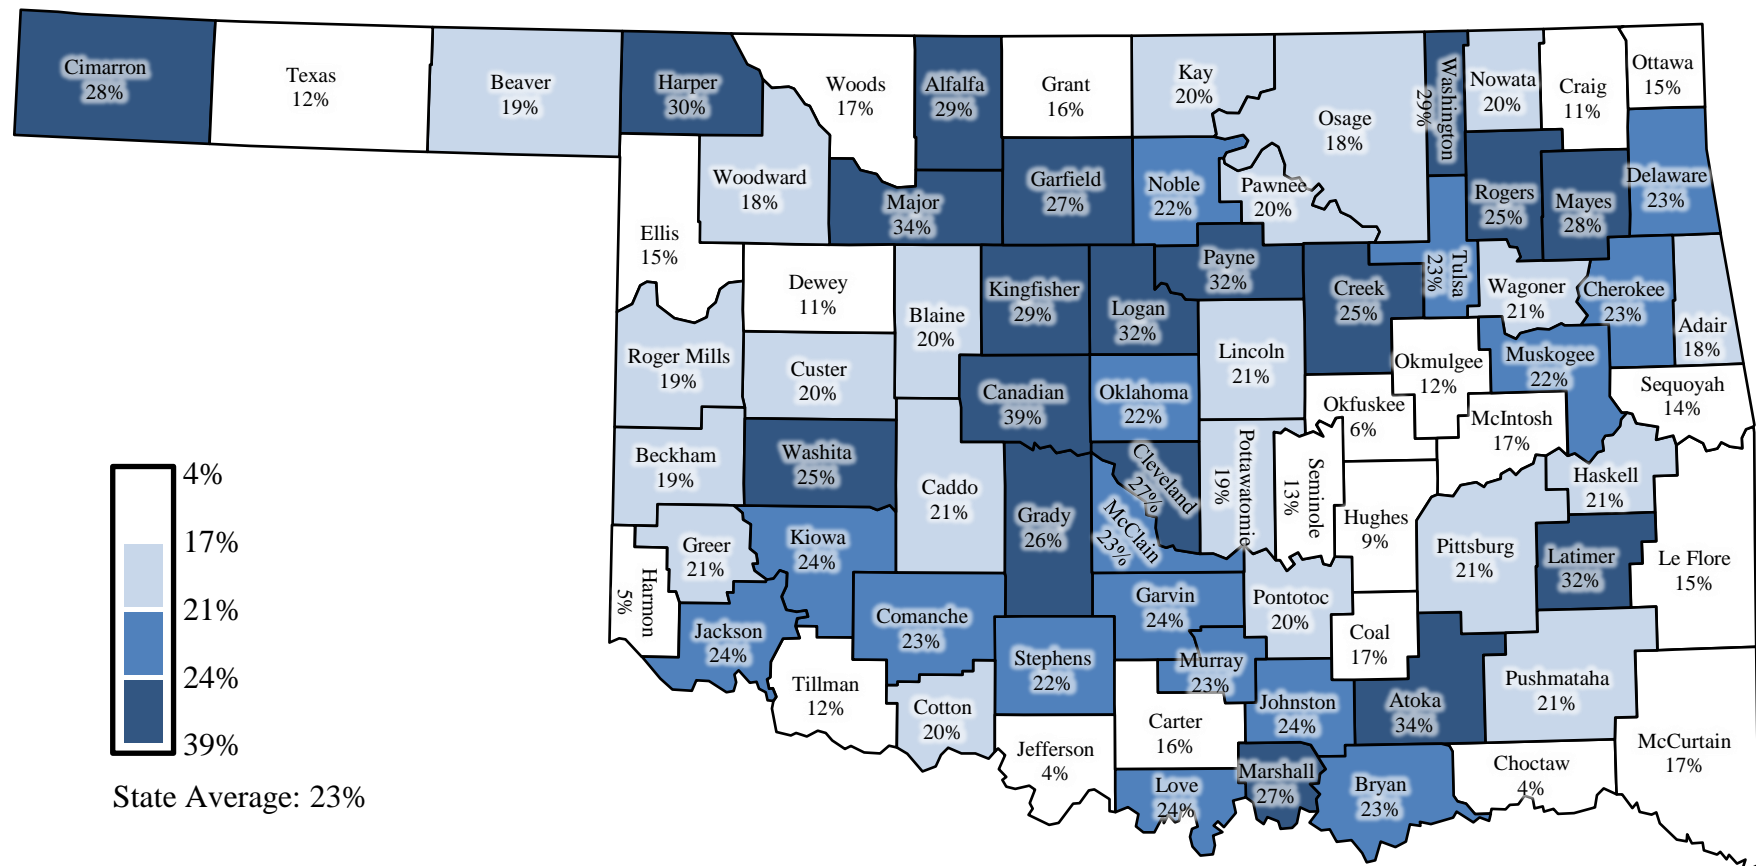 Cimarron
28%
Texas
12%
Beaver
19%
Harper
30%
Woods
17%
Alfalfa
29%
Grant
16%
Kay
20%
Osage
18%
Washington
29%
Nowata
20%
Craig
11%
Ottawa
15%
Woodward
18%
Major
34%
Garfield
27%
Noble
22%
Pawnee
20%
Rogers
25%
Mayes
28%
Delaware
23%
Ellis
15%
Dewey
11%
Blaine
20%
Kingfisher
29%
Logan
32%
Payne
32%
Creek
25%
Tulsa
23%
Wagoner
21%
Cherokee
23%
Adair
18%
Roger Mills
19%
Custer
20%
Canadian
39%
Oklahoma
22%
Lincoln
21%
Okmulgee
12%
Muskogee
22%
Sequoyah
14%
Okfuskee
6%
McIntosh
17%
Beckham
19%
Washita
25%
Caddo
21%
Grady
26%
Cleveland
27%
McClain
23%
Pottawatomie
19%
Seminole
13%
Hughes
9%
Pittsburg
21%
Haskell
21%
Latimer
32%
Le Flore
15%
Greer
21%
Kiowa
24%
Harmon
5%
Jackson
24%
Comanche
23%
Garvin
24%
Pontotoc
20%
Coal
17%
Tillman
12%
Cotton
20%
Stephens
22%
Murray
23%
Johnston
24%
Atoka
34%
Pushmataha
21%
Carter
16%
Jefferson
4%
Love
24%
Marshall
27%
Bryan
23%
Choctaw
4%
McCurtain
17%
4%
17%
21%
24%
39%
State Average: 23%